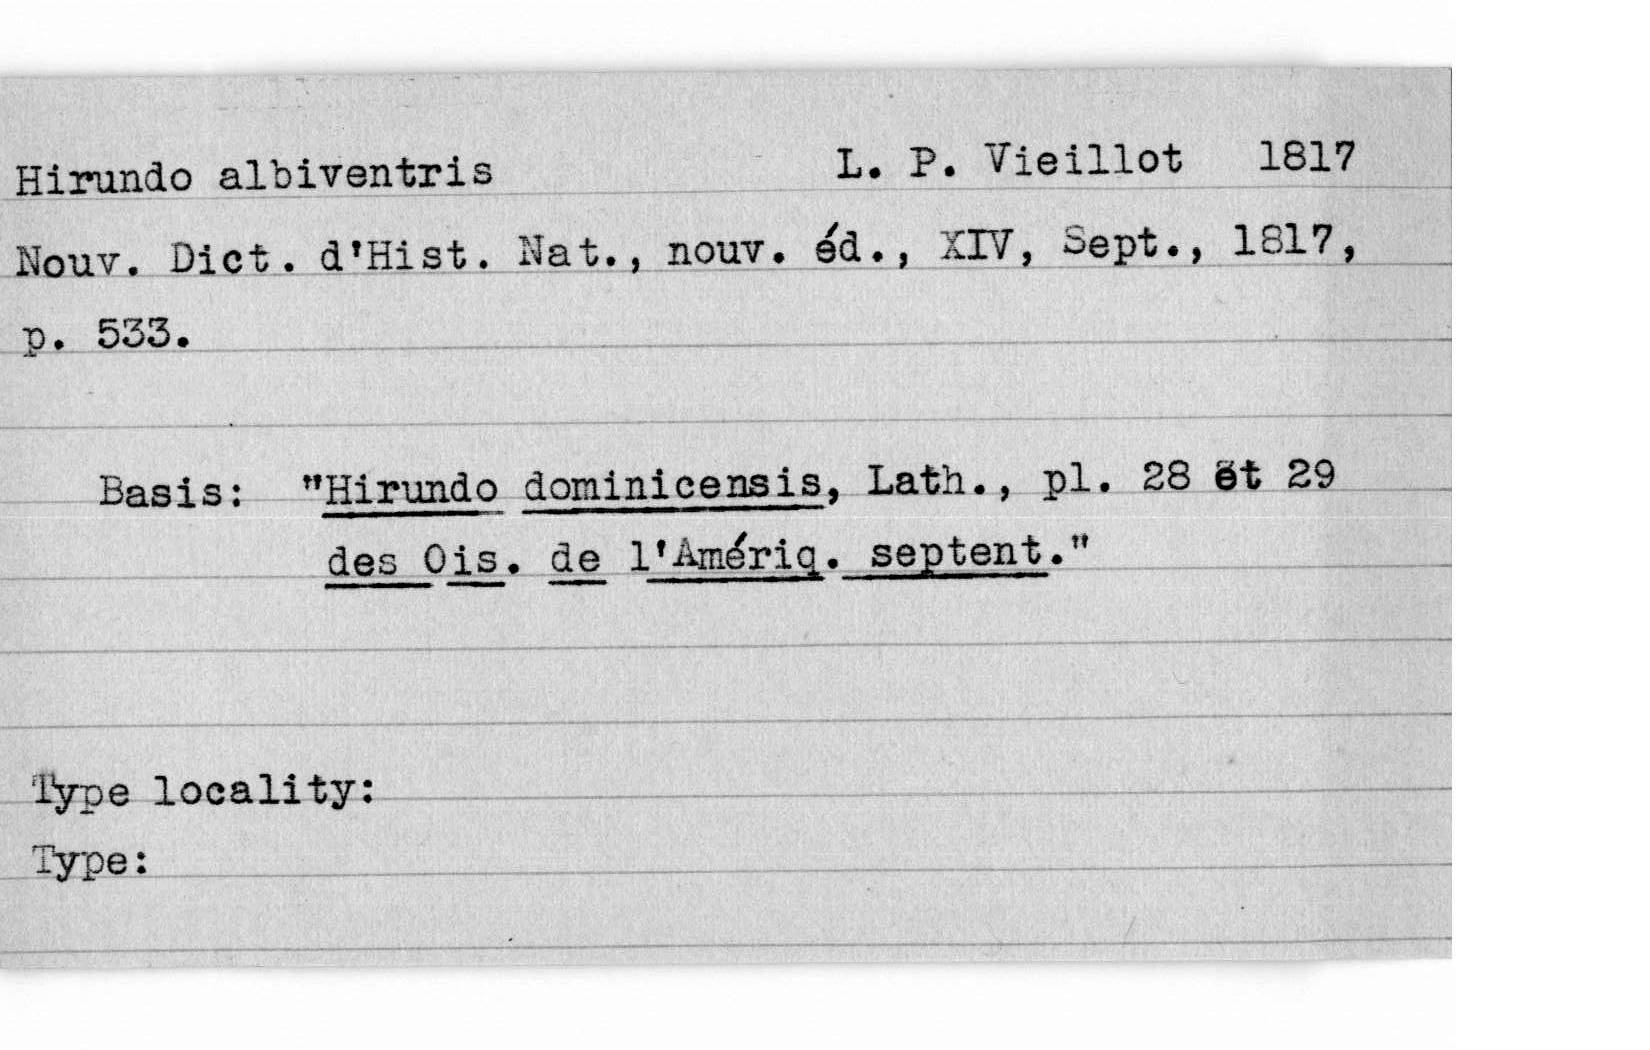 Hirundo albiventris L. P. Vieillot 1817
Nouv. Dict. d'Hist. Nat., nouv. éd., XIV, Sept., 1817,
p. 533.
Basis: "Hirundo dominicensis, Lath., pl. 28 et 29
des Ois. de l'Amériq. septent."
Type locality:
Type: